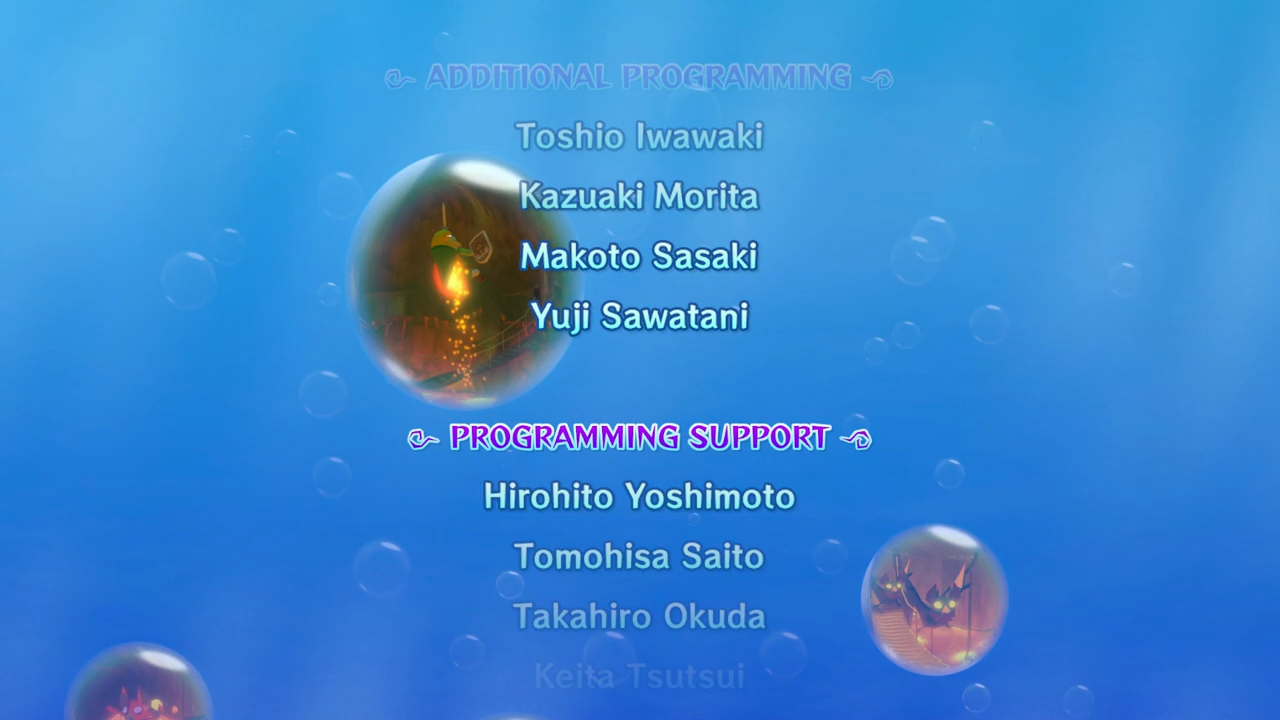 ADDITIONAL PROGRAMMING
Toshio Iwawaki
Kazuaki Morita
Makoto Sasaki
Yuji Sawatani
PROGRAMMING SUPPORT
Hirohito Yoshimoto
Tomohisa Saito
Takahiro Okuda
Keita Tsutsui